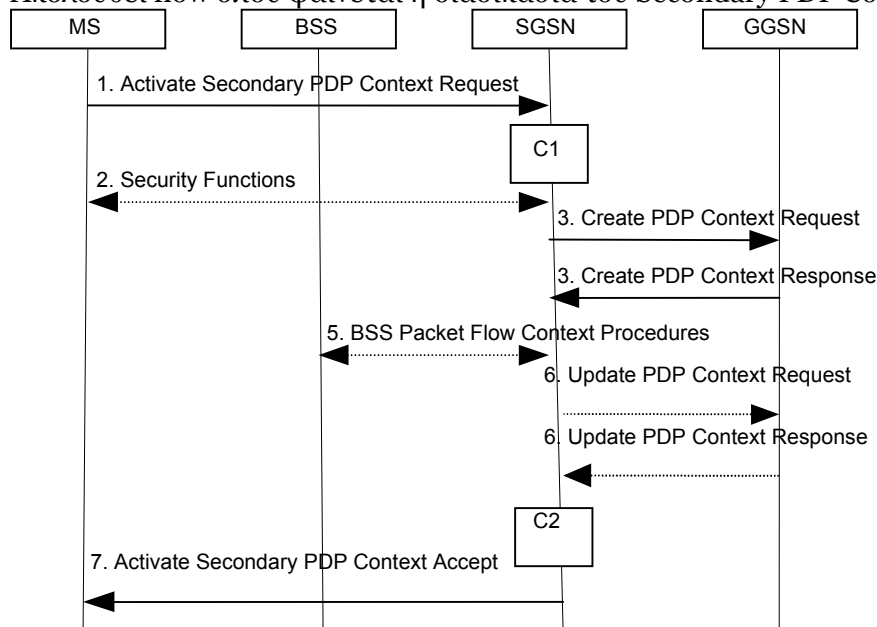 MS BSS SGSN GGSN
1. Activate Secondary PDP Context Request
C1
2. Security Functions
3. Create PDP Context Request
3. Create PDP Context Response
5. BSS Packet Flow Context Procedures
6. Update PDP Context Request
6. Update PDP Context Response
C2
7. Activate Secondary PDP Context Accept